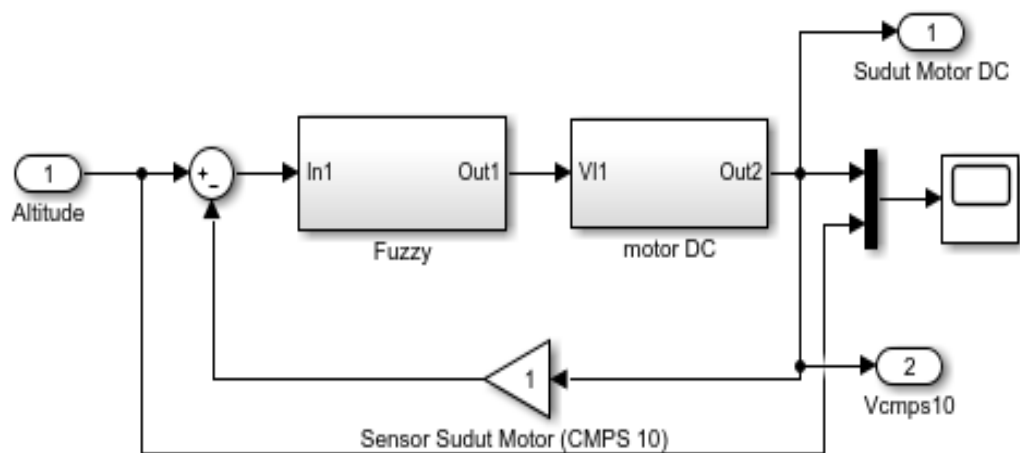 1
Sudut Motor DC
1
Altitude
+
-
In1
Out1
Fuzzy
VI1
Out2
motor DC
1
Sensor Sudut Motor (CMPS 10)
2
Vcmps10